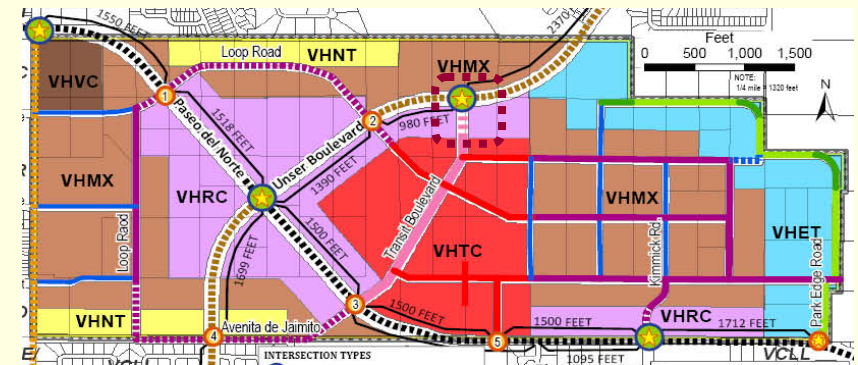 1550 FEET
Loop Road
VHNT
VHMX
2370
Feet
0 500 1,000 1,500
NOTE:
1/4 mile = 1320 feet
N
VHVC
1
Paseo del Norte
1518 FEET
2
980 FEET
Unser Boulevard
1390 FEET
VHMX
VHRC
VHMX
Loop Raod
1500 FEET
Transit Boulevard
VHTC
Kimmick Rd.
VHET
Park Edge Road
1699 FEET
VHNT
Avenita de Jaimito
4
3
1500 FEET
5
1500 FEET
VHRC
1712 FEET
1095 FEET
VCLL
INTERSECTION TYPES